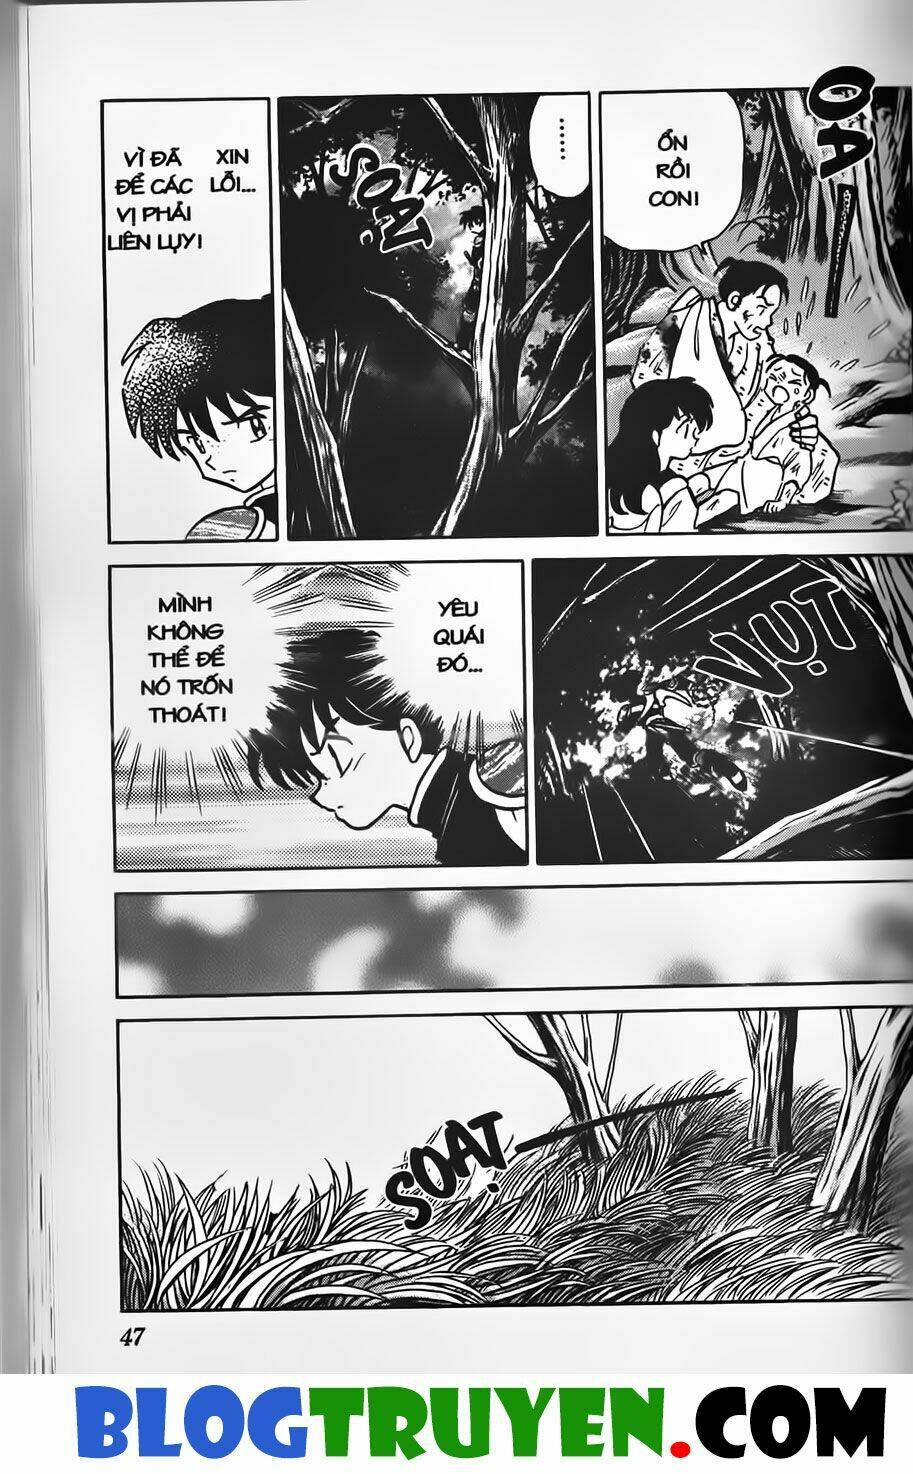 OA
ỔN
RỒI
CON!
........
SOẠT
XIN
LỖI...
VÌ ĐÃ
ĐỂ CÁC
VỊ PHẢI
LIÊN LỤY!
VỤT
YÊU
QUÁI
ĐÓ...
MÌNH
KHÔNG
THỂ ĐỂ
NÓ TRỐN
THOÁT!
SOẠT
47
BLOGTRUYEN.COM